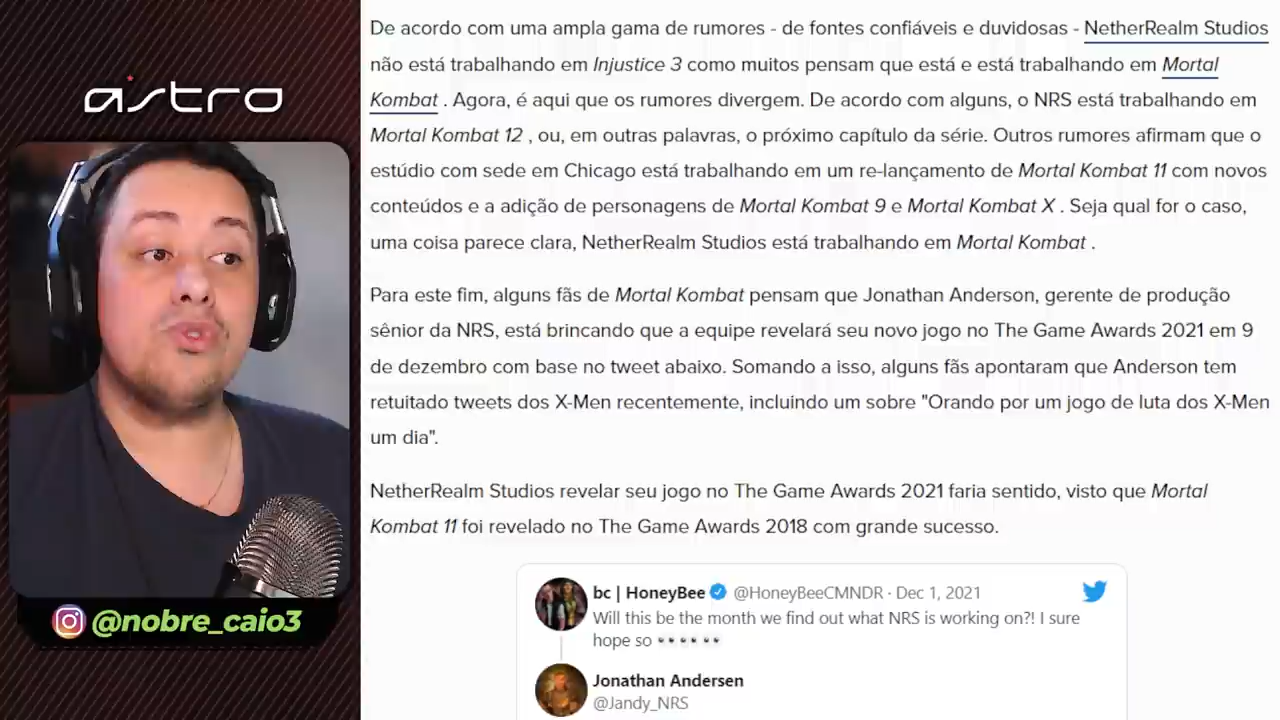 astro
@nobre_caio3
De acordo com uma ampla gama de rumores - de fontes confiáveis e duvidosas - NetherRealm Studios
não está trabalhando em Injustice 3 como muitos pensam que está e está trabalhando em Mortal
Kombat . Agora, é aqui que os rumores divergem. De acordo com alguns, o NRS está trabalhando em
Mortal Kombat 12 , ou, em outras palavras, o próximo capítulo da série. Outros rumores afirmam que o
estúdio com sede em Chicago está trabalhando em um re-lançamento de Mortal Kombat 11 com novos
conteúdos e a adição de personagens de Mortal Kombat 9 e Mortal Kombat X . Seja qual for o caso,
uma coisa parece clara, NetherRealm Studios está trabalhando em Mortal Kombat .
Para este fim, alguns fãs de Mortal Kombat pensam que Jonathan Anderson, gerente de produção
sênior da NRS, está brincando que a equipe revelará seu novo jogo no The Game Awards 2021 em 9
de dezembro com base no tweet abaixo. Somando a isso, alguns fãs apontaram que Anderson tem
retuitado tweets dos X-Men recentemente, incluindo um sobre "Orando por um jogo de luta dos X-Men
um dia".
NetherRealm Studios revelar seu jogo no The Game Awards 2021 faria sentido, visto que Mortal
Kombat 11 foi revelado no The Game Awards 2018 com grande sucesso.
bc | HoneyBee @HoneyBeeCMNDR · Dec 1, 2021
Will this be the month we find out what NRS is working on?! I sure
hope so
Jonathan Andersen
@Jandy_NRS